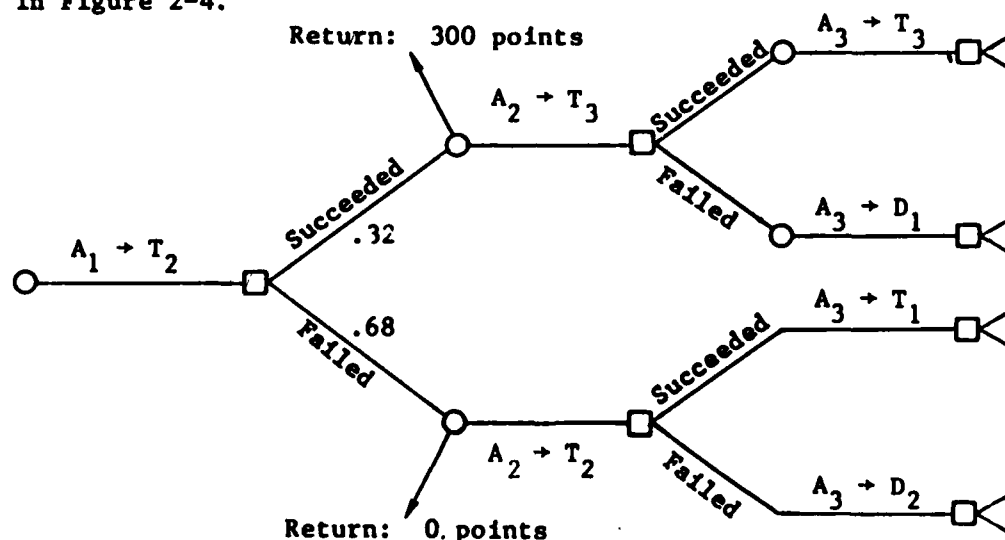 in Figure 2-4.
Return: 300 points
A₃ → T₃
Succeeded
A₂ → T₃
Failed
A₃ → D₁
Succeeded
.32
A₁ → T₂
.68
Failed
A₃ → T₁
Succeeded
A₂ → T₂
Failed
A₃ → D₂
Return: 0. points